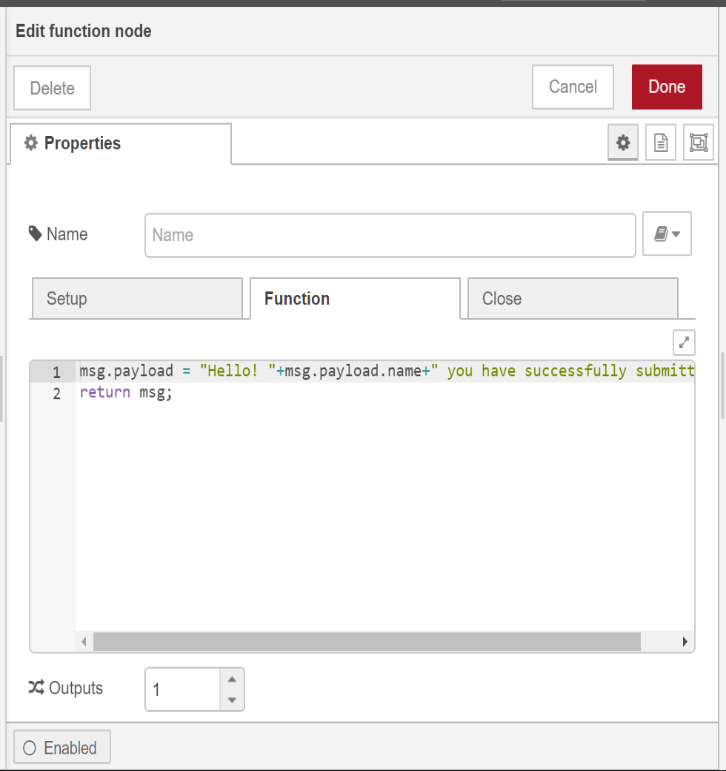 Edit function node
Delete
Cancel
Done
Properties
Name
Name
Setup
Function
Close
1 msg.payload = "Hello! "+msg.payload.name+" you have successfully submitt
2 return msg;
Outputs
1
Enabled